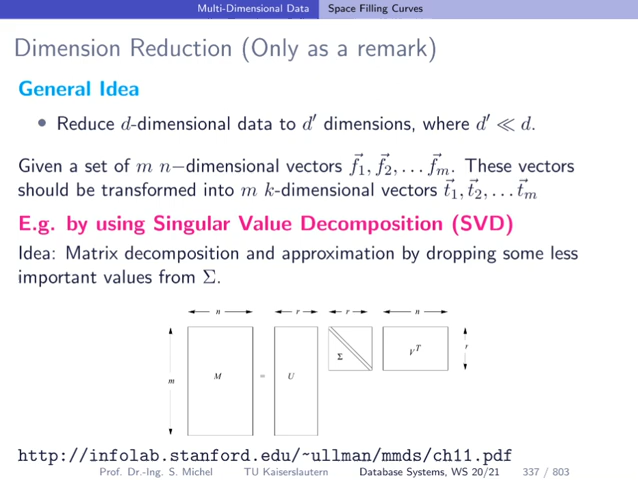 Multi-Dimensional Data Space Filling Curves
Dimension Reduction (Only as a remark)
General Idea
• Reduce d-dimensional data to d′ dimensions, where d′ ≪ d.
Given a set of m n−dimensional vectors f⃗1, f⃗2, . . . f⃗m. These vectors
should be transformed into m k-dimensional vectors t⃗1, t⃗2, . . . t⃗m
E.g. by using Singular Value Decomposition (SVD)
Idea: Matrix decomposition and approximation by dropping some less
important values from Σ.
n r r n
m M = U Σ V^T r
http://infolab.stanford.edu/~ullman/mmds/ch11.pdf
Prof. Dr.-Ing. S. Michel TU Kaiserslautern Database Systems, WS 20/21 337 / 803